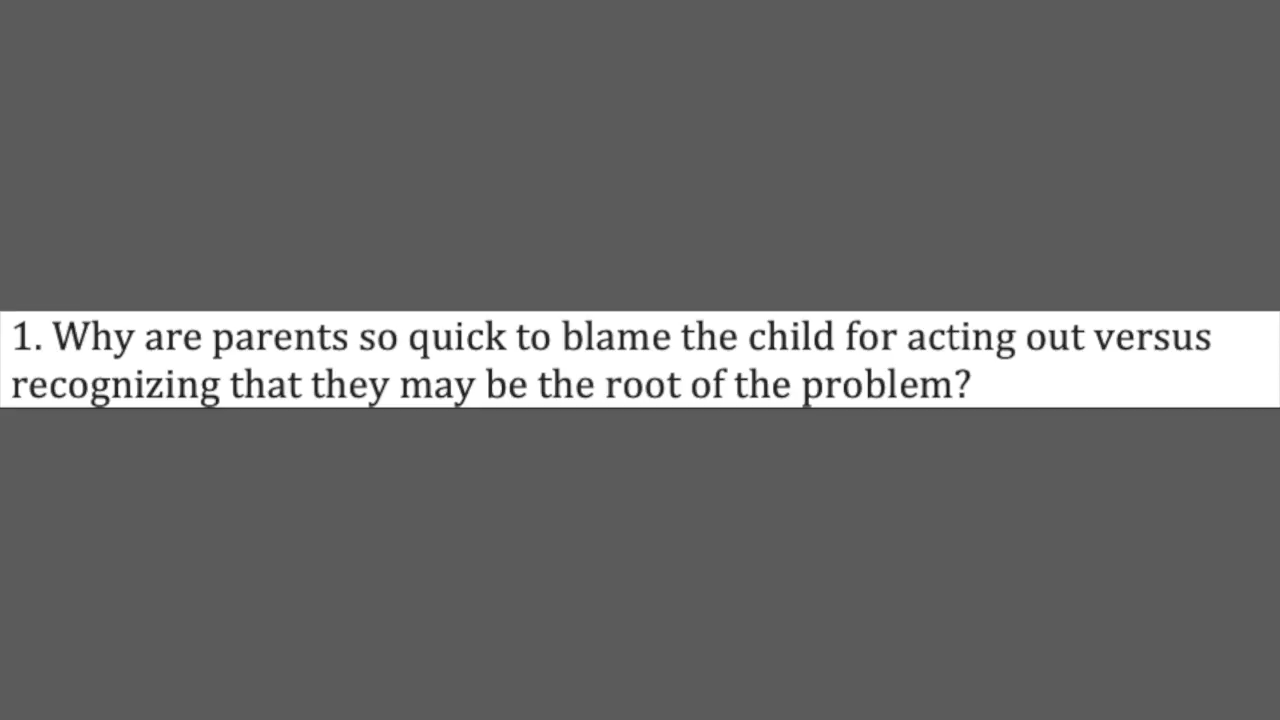 1. Why are parents so quick to blame the child for acting out versus
recognizing that they may be the root of the problem?